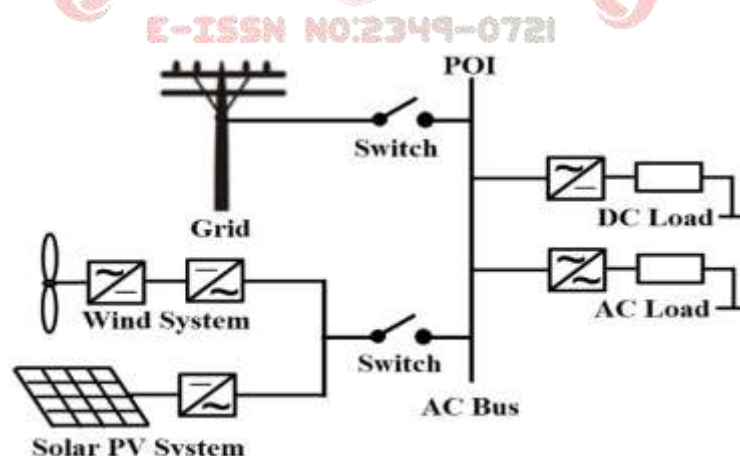 E-ISSN NO:2349-0721
POI
Switch
Grid
DC Load
Wind System
AC Load
Switch
AC Bus
Solar PV System